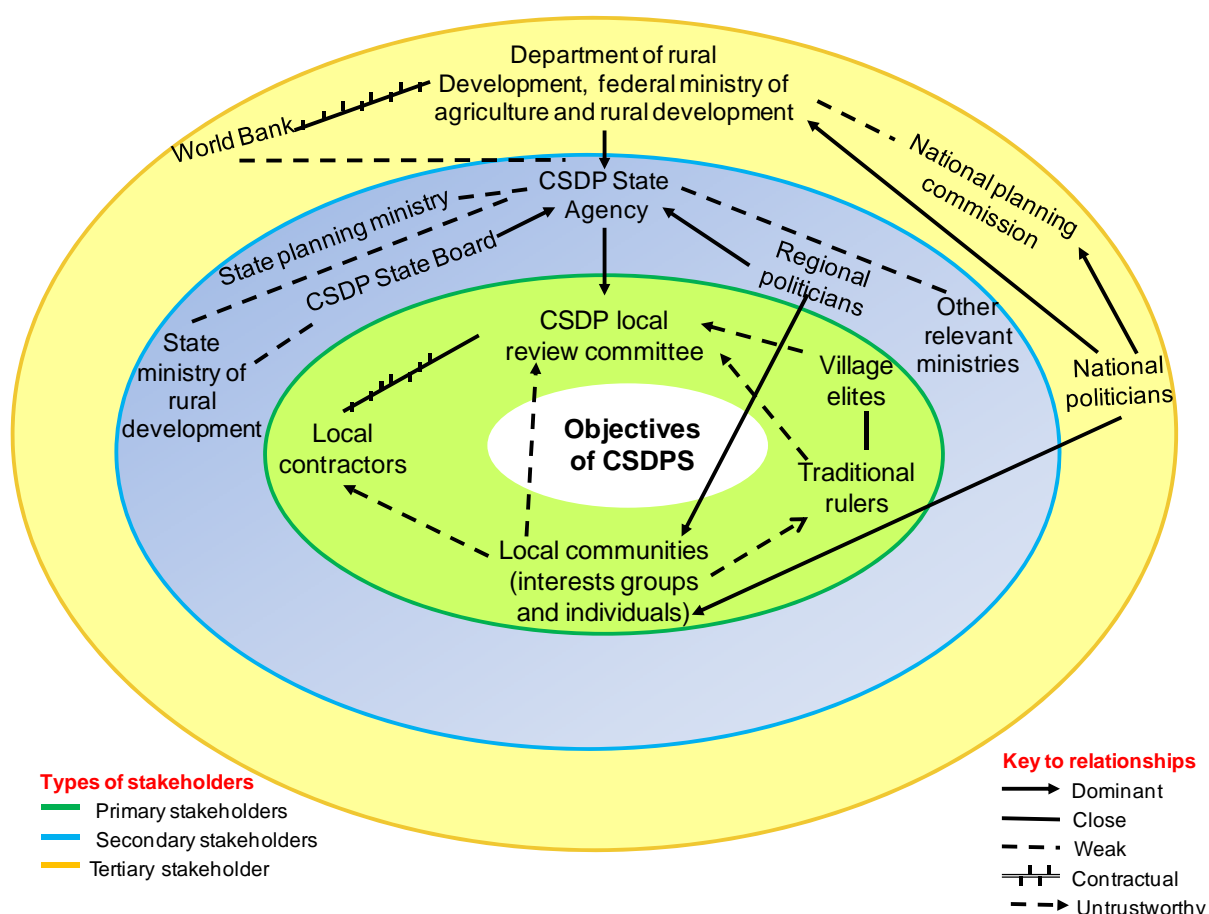 Department of rural
Development, federal ministry of
agriculture and rural development
World Bank
National planning
commission
CSDP State
Agency
State planning ministry
CSDP State Board
Regional
politicians
Other
relevant
ministries
State
ministry of
rural
development
National
politicians
CSDP local
review committee
Village
elites
Local
contractors
Objectives
of CSDPS
Traditional
rulers
Local communities
(interests groups
and individuals)
Types of stakeholders
Primary stakeholders
Secondary stakeholders
Tertiary stakeholder
Key to relationships
Dominant
Close
Weak
Contractual
Untrustworthy